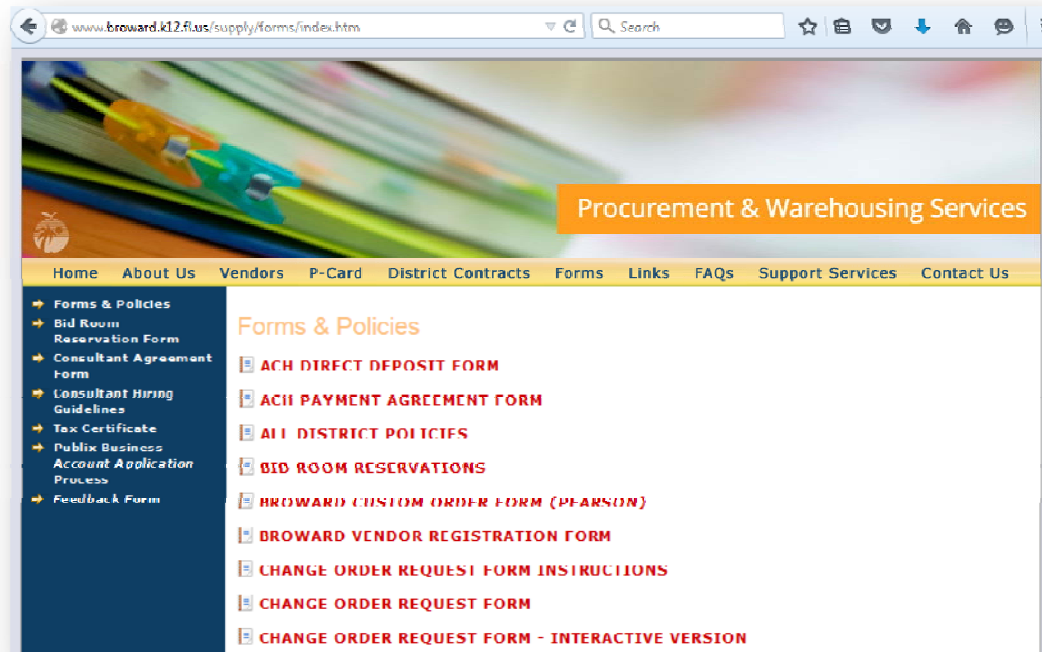 www.broward.k12.fl.us/supply/forms/index.htm
Search
Procurement & Warehousing Services
Home About Us Vendors P-Card District Contracts Forms Links FAQs Support Services Contact Us
Forms & Policies
Bid Room
Reservation Form
Consultant Agreement
Form
Consultant Hiring
Guidelines
Tax Certificate
Publix Business
Account Application
Process
Feedback Form
Forms & Policies
ACH DIRECT DEPOSIT FORM
ACH PAYMENT AGREEMENT FORM
ALL DISTRICT POLICIES
BID ROOM RESERVATIONS
BROWARD CUSTOM ORDER FORM (PEARSON)
BROWARD VENDOR REGISTRATION FORM
CHANGE ORDER REQUEST FORM INSTRUCTIONS
CHANGE ORDER REQUEST FORM
CHANGE ORDER REQUEST FORM - INTERACTIVE VERSION